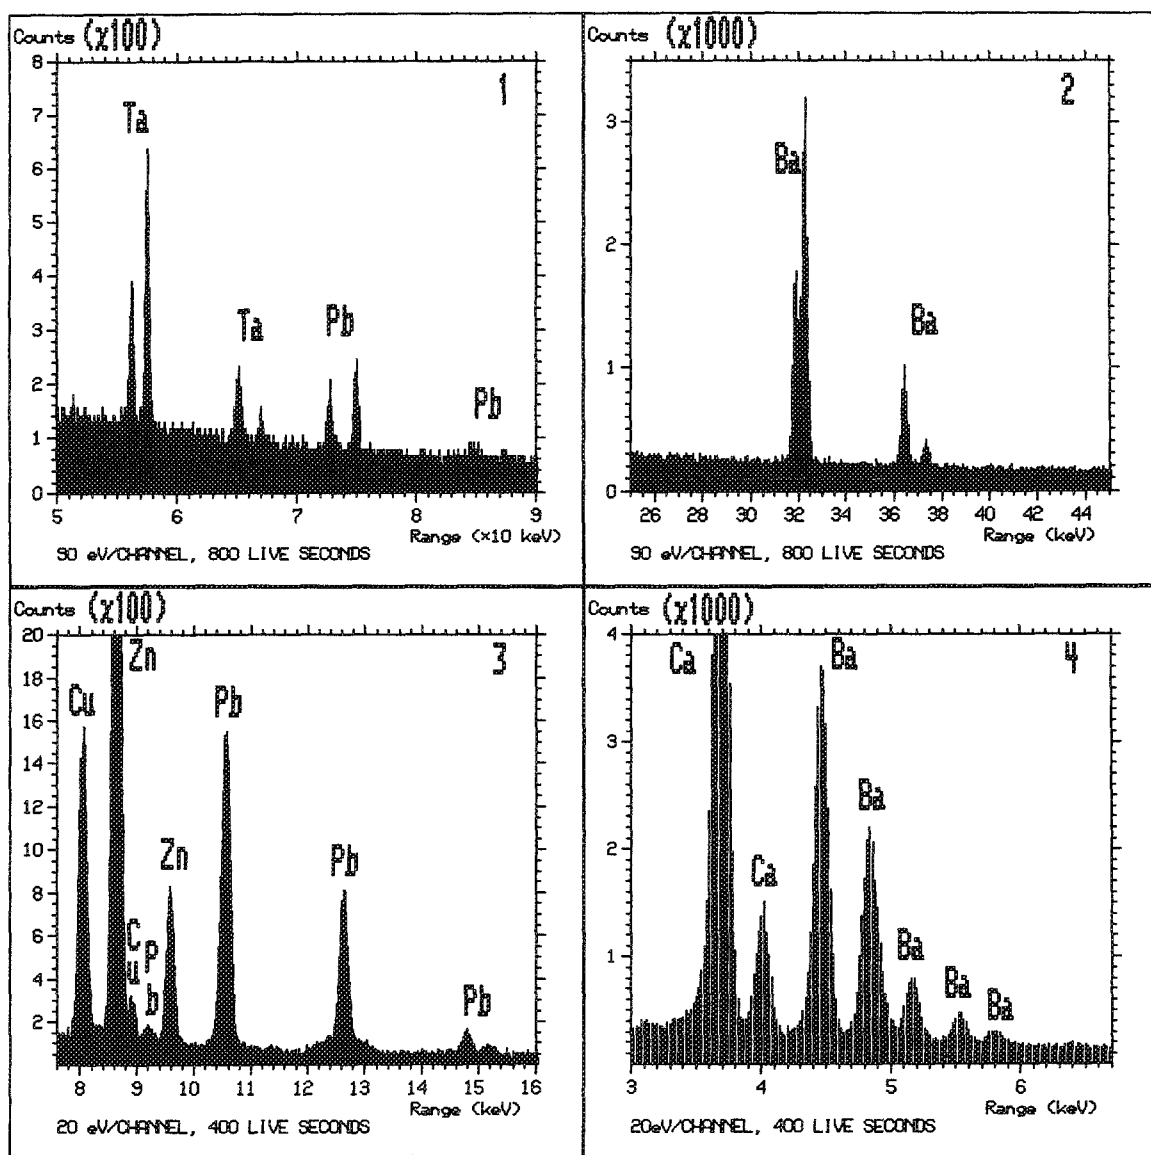 Counts (x100)
1
8
7
6
5
4
3
2
1
0
Ta
Ta
Pb
Pb
5 6 7 8 9
Range (×10 keV)
90 eV/CHANNEL, 800 LIVE SECONDS
Counts (x1000)
2
3
2
1
0
Ba
Ba
26 28 30 32 34 36 38 40 42 44
Range (keV)
90 eV/CHANNEL, 800 LIVE SECONDS
Counts (x100)
3
20
18
16
14
12
10
8
6
4
2
Cu
Zn
Cu
Pb
Zn
Pb
Pb
Pb
8 9 10 11 12 13 14 15 16
Range (keV)
20 eV/CHANNEL, 400 LIVE SECONDS
Counts (x1000)
4
4
3
2
1
Ca
Ca
Ba
Ba
Ba
Ba
Ba
3 4 5 6
Range (keV)
20eV/CHANNEL, 400 LIVE SECONDS